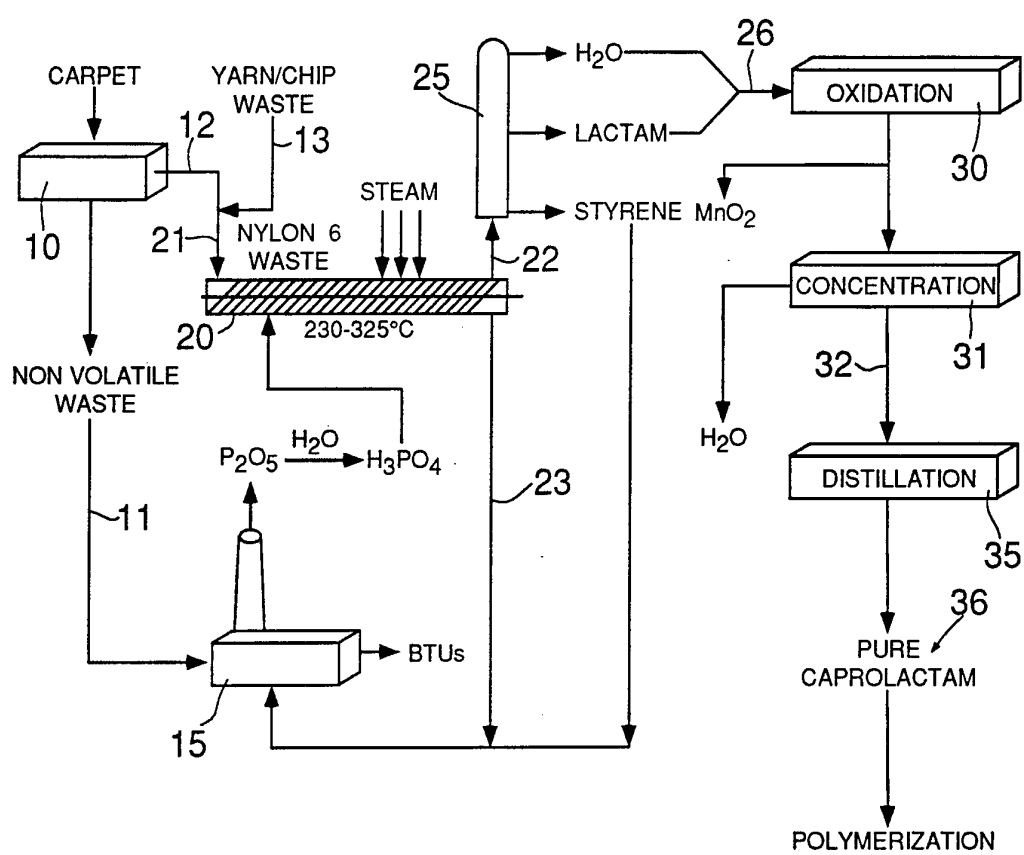 CARPET
YARN/CHIP
WASTE
12
13
10
21
NYLON 6
WASTE
STEAM
20
230-325°C
22
25
H2O
LACTAM
STYRENE
26
OXIDATION
30
MnO2
CONCENTRATION
31
H2O
32
DISTILLATION
35
36
PURE
CAPROLACTAM
POLYMERIZATION
NON VOLATILE
WASTE
11
P2O5
H2O
H3PO4
23
BTUs
15